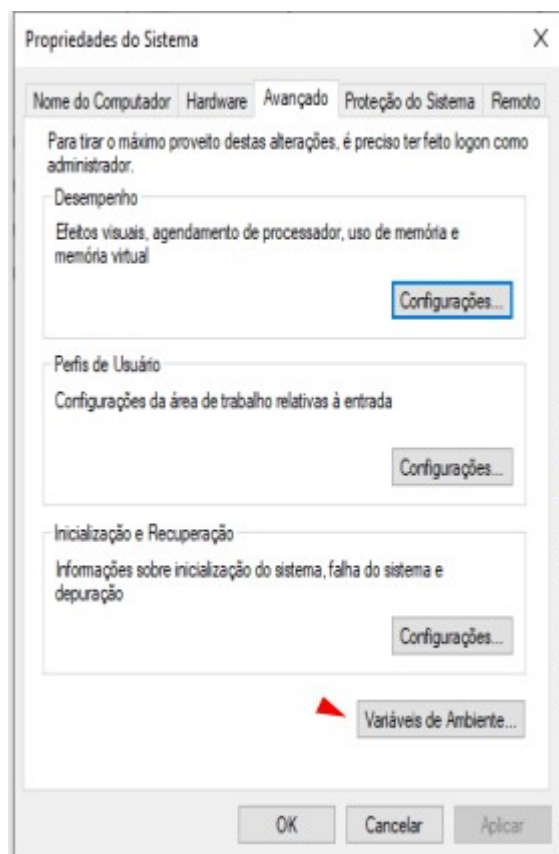 Propriedades do Sistema
Nome do Computador Hardware Avançado Proteção do Sistema Remoto
Para tirar o máximo proveito destas alterações, é preciso ter feito logon como
administrador.
Desempenho
Efeitos visuais, agendamento de processador, uso de memória e
memória virtual
Configurações...
Perfis de Usuário
Configurações da área de trabalho relativas à entrada
Configurações...
Inicialização e Recuperação
Informações sobre inicialização do sistema, falha do sistema e
depuração
Configurações...
Variáveis de Ambiente...
OK Cancelar Aplicar